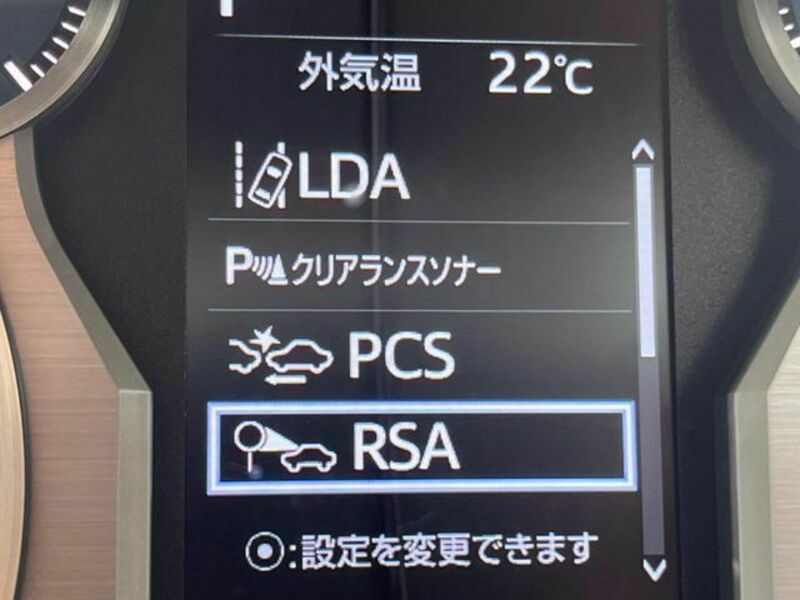 外気温 22℃
LDA
P クリアランスソナー
PCS
RSA
:設定を変更できます